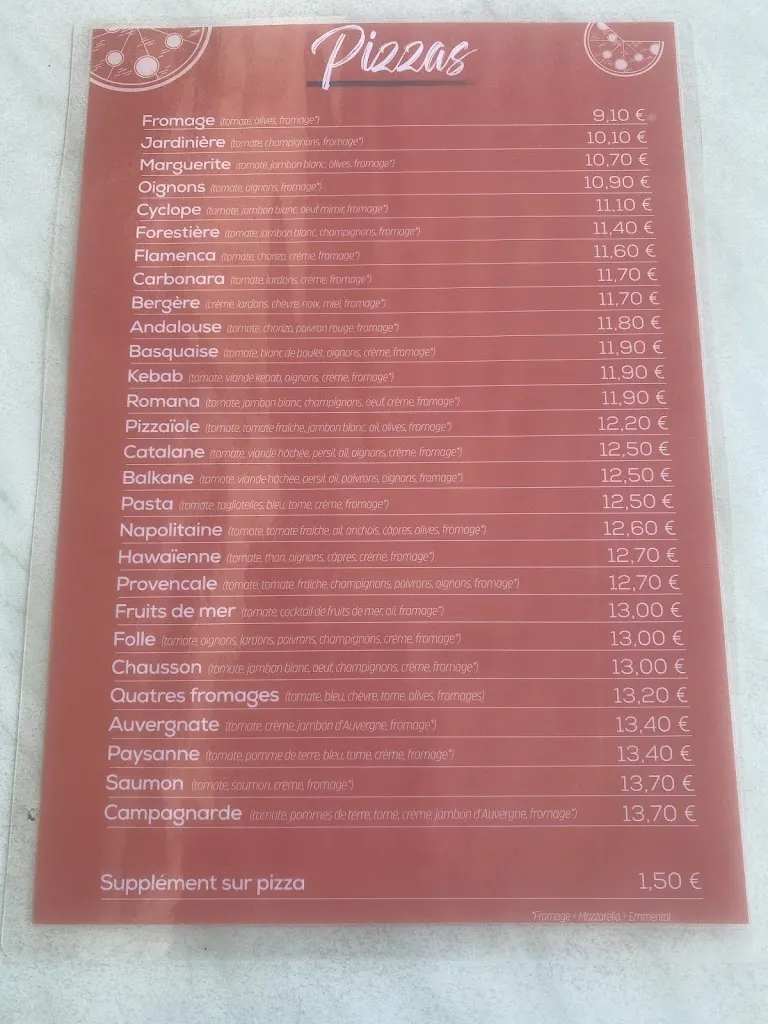 Pizzas
Fromage (tomate, olives, fromage*) 9,10 €
Jardinière (tomate, champignons, fromage*) 10,10 €
Marguerite (tomate, jambon blanc, olives, fromage*) 10,70 €
Oignons (tomate, oignons, fromage*) 10,90 €
Cyclope (tomate, jambon blanc, oeuf miroir, fromage*) 11,10 €
Forestière (tomate, jambon blanc, champignons, fromage*) 11,40 €
Flamenca (tomate, chorizo, crème, fromage*) 11,60 €
Carbonara (tomate, lardons, crème, fromage*) 11,70 €
Bergère (crème, lardons, chèvre, noix, miel, fromage*) 11,70 €
Andalouse (tomate, chorizo, poivron rouge, fromage*) 11,80 €
Basquaise (tomate, blanc de poulet, oignons, crème, fromage*) 11,90 €
Kebab (tomate, viande kebab, oignons, crème, fromage*) 11,90 €
Romana (tomate, jambon blanc, champignons, oeuf, crème, fromage*) 11,90 €
Pizzaïole (tomate, tomate fraîche, jambon blanc, ail, olives, fromage*) 12,20 €
Catalane (tomate, viande hachée, persil, ail, oignons, crème, fromage*) 12,50 €
Balkane (tomate, viande hachée, persil, ail, poivrons, oignons, fromage*) 12,50 €
Pasta (tomate, tagliatelles, bleu, tome, crème, fromage*) 12,50 €
Napolitaine (tomate, tomate fraîche, ail, anchois, câpres, olives, fromage*) 12,60 €
Hawaïenne (tomate, thon, oignons, câpres, crème, fromage*) 12,70 €
Provencale (tomate, tomate, fraîche, champignons, poivrons, oignons, fromage*) 12,70 €
Fruits de mer (tomate, cocktail de fruits de mer, ail, fromage*) 13,00 €
Folle (tomate, oignons, lardons, poivrons, champignons, crème, fromage*) 13,00 €
Chausson (tomate, jambon blanc, oeuf, champignons, crème, fromage*) 13,00 €
Quatres fromages (tomate, bleu, chèvre, tome, olives, fromages) 13,20 €
Auvergnate (tomate, crème, jambon d'Auvergne, fromage*) 13,40 €
Paysanne (tomate, pomme de terre, bleu, tome, crème, fromage*) 13,40 €
Saumon (tomate, saumon, crème, fromage*) 13,70 €
Campagnarde (tomate, pommes de terre, tome, crème, jambon d'Auvergne, fromage*) 13,70 €
Supplément sur pizza 1,50 €
*Fromage = Mozzarella + Emmental